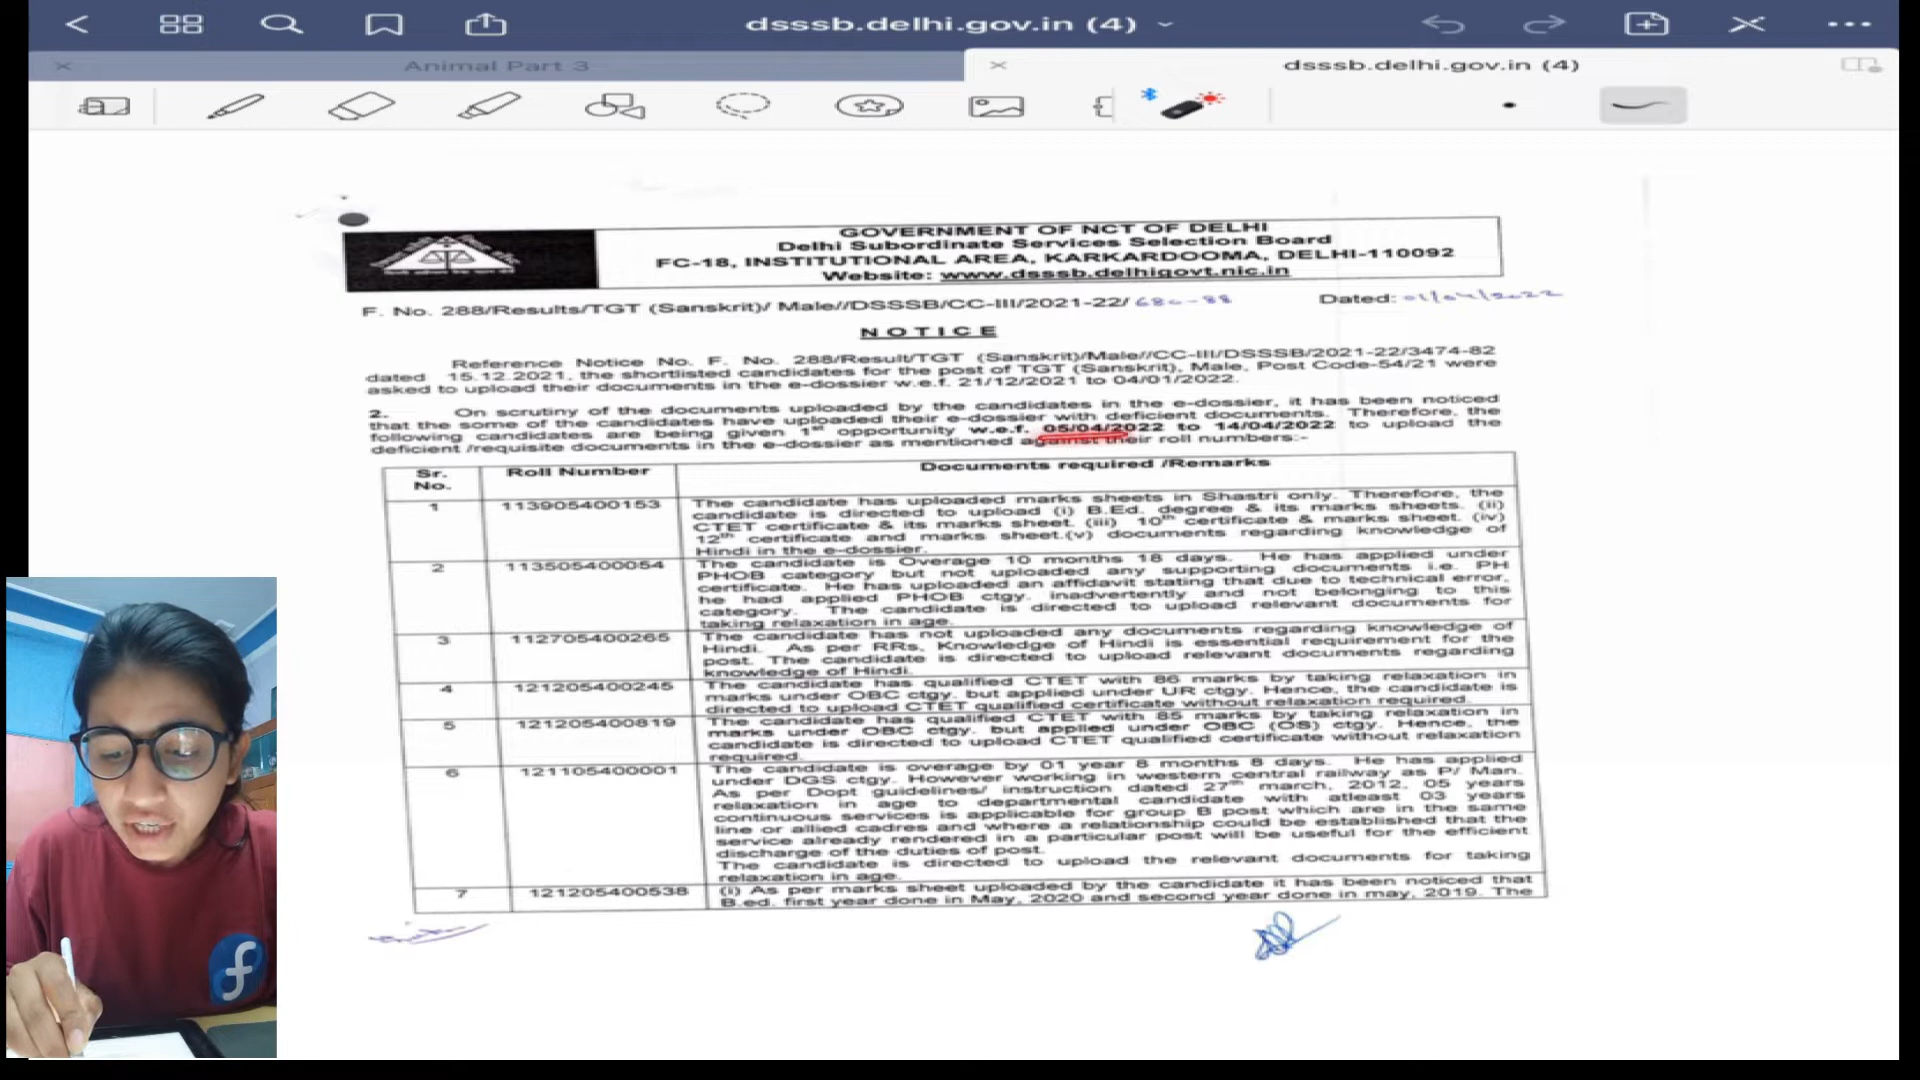 dsssb.delhi.gov.in (4)
Animal Part 3
dsssb.delhi.gov.in (4)
GOVERNMENT OF NCT OF DELHI
Delhi Subordinate Services Selection Board
FC-18, INSTITUTIONAL AREA, KARKARDOOMA, DELHI-110092
Website: www.dsssb.delhigovt.nic.in
F. No. 288/Results/TGT (Sanskrit)/ Male//DSSSB/CC-III/2021-22/ 680-88 Dated: 01/04/2022
NOTICE
Reference Notice No. F. No. 288/Result/TGT (Sanskrit)/Male//CC-III/DSSSB/2021-22/3474-82
dated 15.12.2021, the shortlisted candidates for the post of TGT (Sanskrit), Male, Post Code-54/21 were
asked to upload their documents in the e-dossier w.e.f. 21/12/2021 to 04/01/2022.
2. On scrutiny of the documents uploaded by the candidates in the e-dossier, it has been noticed
that the some of the candidates have uploaded their e-dossier with deficient documents. Therefore, the
following candidates are being given 1st opportunity w.e.f. 05/04/2022 to 14/04/2022 to upload the
deficient /requisite documents in the e-dossier as mentioned against their roll numbers:-
Sr. No. Roll Number Documents required /Remarks
1 113905400153 The candidate has uploaded marks sheets in Shastri only. Therefore, the
candidate is directed to upload (i) B.Ed. degree & its marks sheets. (ii)
CTET certificate & its marks sheet. (iii) 10th certificate & marks sheet. (iv)
12th certificate and marks sheet.(v) documents regarding knowledge of
Hindi in the e-dossier.
2 113505400054 The candidate is Overage 10 months 18 days. He has applied under
PHOB category but not uploaded any supporting documents i.e. PH
certificate. He has uploaded an affidavit stating that due to technical error,
he had applied PHOB ctgy. inadvertently and not belonging to this
category. The candidate is directed to upload relevant documents for
taking relaxation in age.
3 112705400265 The candidate has not uploaded any documents regarding knowledge of
Hindi. As per RRs, Knowledge of Hindi is essential requirement for the
post. The candidate is directed to upload relevant documents regarding
knowledge of Hindi.
4 121205400245 The candidate has qualified CTET with 86 marks by taking relaxation in
marks under OBC ctgy. but applied under UR ctgy. Hence, the candidate is
directed to upload CTET qualified certificate without relaxation required.
5 121205400819 The candidate has qualified CTET with 85 marks by taking relaxation in
marks under OBC ctgy. but applied under OBC (OS) ctgy. Hence, the
candidate is directed to upload CTET qualified certificate without relaxation
required.
6 121105400001 The candidate is overage by 01 year 8 months 8 days. He has applied
under DGS ctgy. However working in western central railway as P/ Man.
As per Dopt guidelines/ instruction dated 27th march, 2012, 05 years
relaxation in age to departmental candidate with atleast 03 years
continuous services is applicable for group B post which are in the same
line or allied cadres and where a relationship could be established that the
service already rendered in a particular post will be useful for the efficient
discharge of the duties of post.
The candidate is directed to upload the relevant documents for taking
relaxation in age.
7 121205400538 (i) As per marks sheet uploaded by the candidate it has been noticed that
B.ed. first year done in May, 2020 and second year done in may, 2019. The